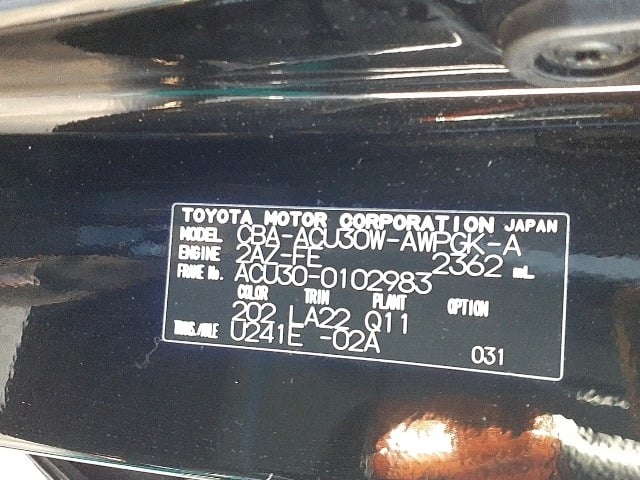 TOYOTA MOTOR CORPORATION JAPAN
MODEL CBA-ACU30W-AWPGK-A
ENGINE 2AZ-FE 2362 mL
FRAME No. ACU30-0102983
COLOR TRIM PLANT OPTION
202 LA22 Q11
TRANS./AXLE U241E -02A
031